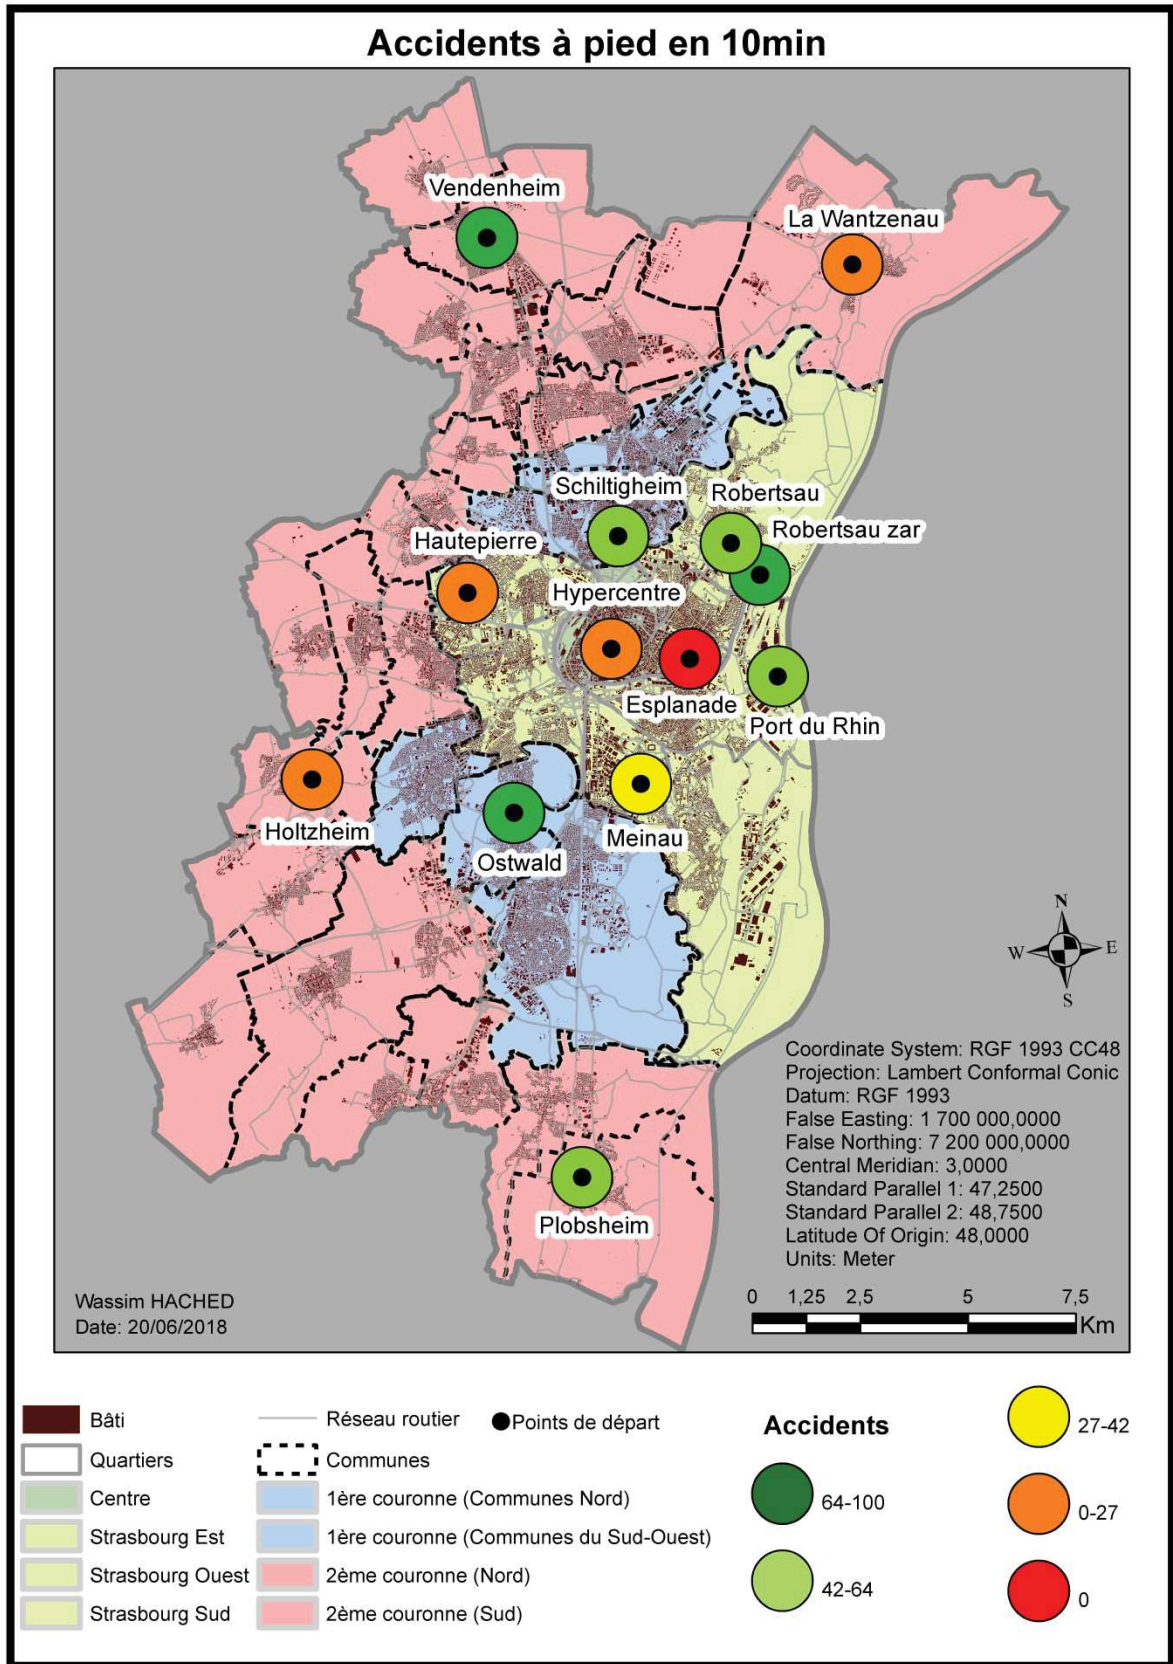 Accidents à pied en 10min
Vendenheim
La Wantzenau
Schiltigheim
Robertsau
Robertsau zar
Hautepierre
Hypercentre
Esplanade
Port du Rhin
Holtzheim
Ostwald
Meinau
Plobsheim
N
W
E
S
Coordinate System: RGF 1993 CC48
Projection: Lambert Conformal Conic
Datum: RGF 1993
False Easting: 1 700 000,0000
False Northing: 7 200 000,0000
Central Meridian: 3,0000
Standard Parallel 1: 47,2500
Standard Parallel 2: 48,7500
Latitude Of Origin: 48,0000
Units: Meter
Wassim HACHED
Date: 20/06/2018
0 1,25 2,5 5 7,5
Km
Bâti
Quartiers
Centre
Strasbourg Est
Strasbourg Ouest
Strasbourg Sud
Réseau routier
Communes
1ère couronne (Communes Nord)
1ère couronne (Communes du Sud-Ouest)
2ème couronne (Nord)
2ème couronne (Sud)
Points de départ
Accidents
64-100
42-64
27-42
0-27
0